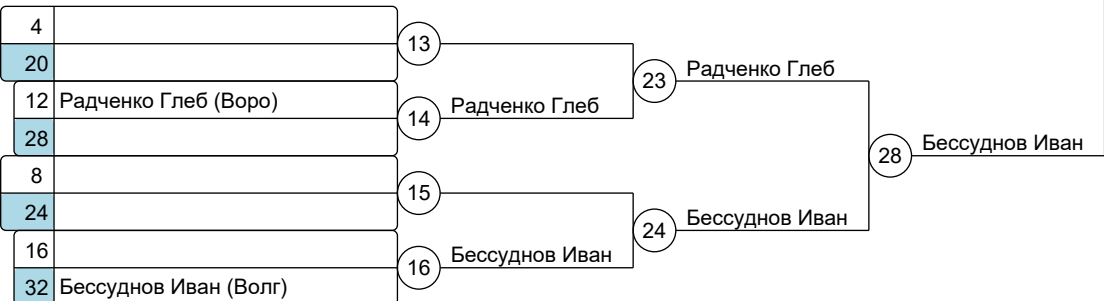 4
20
13
12 Радченко Глеб (Воро)
28
14
Радченко Глеб
23
Радченко Глеб
8
24
15
16
32 Бессуднов Иван (Волг)
16
Бессуднов Иван
24
Бессуднов Иван
28
Бессуднов Иван